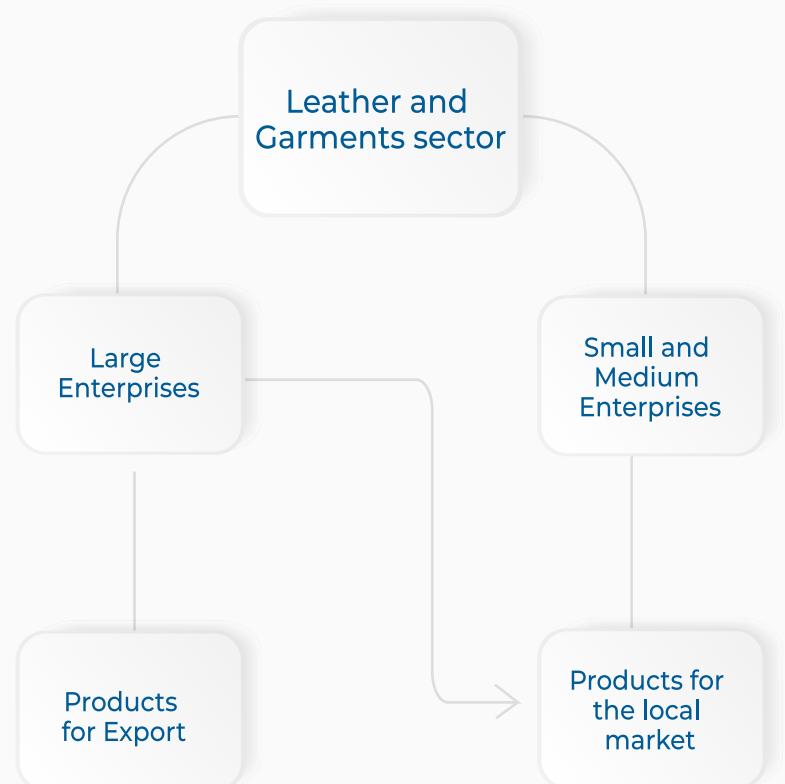 Leather and
Garments sector
Large
Enterprises
Small and
Medium
Enterprises
Products
for Export
Products for
the local
market